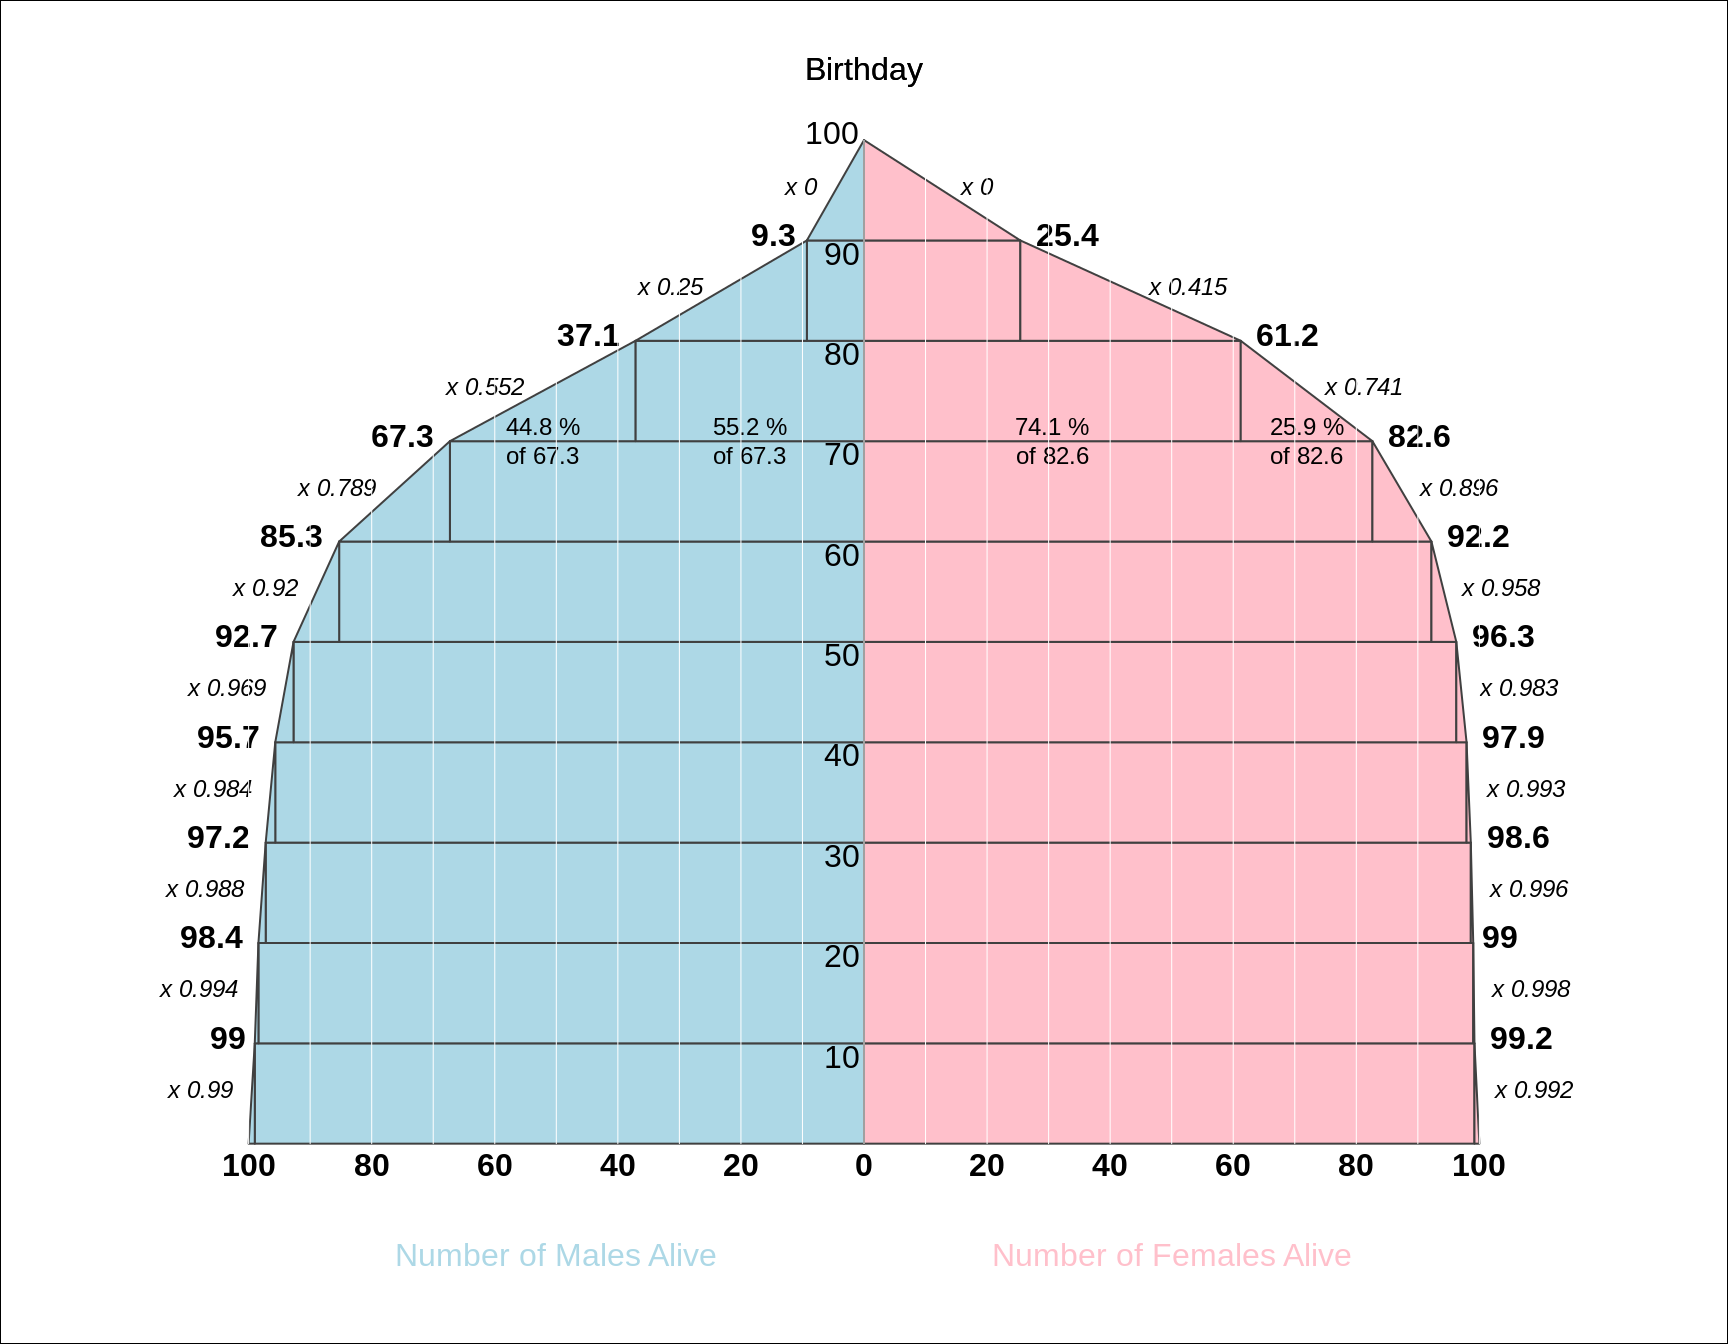 Birthday
100
x 0 x 0
9.3 90 25.4
x 0.25 x 0.415
37.1 80 61.2
x 0.552 x 0.741
44.8 % 55.2 % 74.1 % 25.9 %
67.3 70 82.6
of 67.3 of 67.3 of 82.6 of 82.6
x 0.789 x 0.896
85.3 60 92.2
x 0.92 x 0.958
92.7 50 96.3
x 0.969 x 0.983
95.7 40 97.9
x 0.984 x 0.993
97.2 30 98.6
x 0.988 x 0.996
98.4 20 99
x 0.994 x 0.998
99 10 99.2
x 0.99 x 0.992
100 80 60 40 20 0 20 40 60 80 100
Number of Males Alive Number of Females Alive